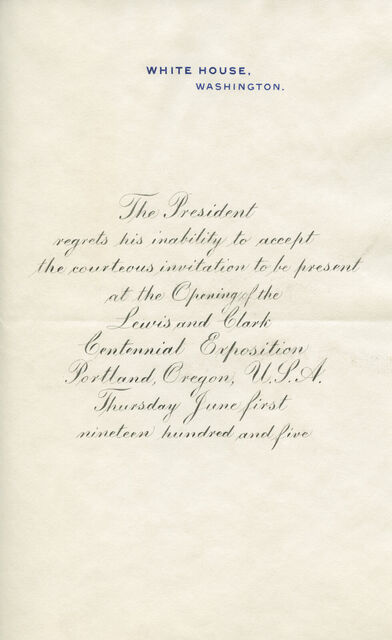 WHITE HOUSE,
WASHINGTON.
The President
regrets his inability to accept
the courteous invitation to be present
at the Opening of the
Lewis and Clark
Centennial Exposition
Portland, Oregon, U.S.A.
Thursday June first
nineteen hundred and five